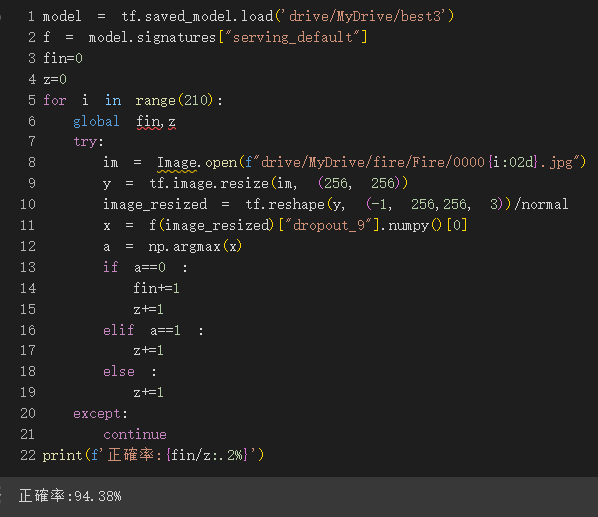 1 model = tf.saved_model.load('drive/MyDrive/best3')
2 f = model.signatures["serving_default"]
3 fin=0
4 z=0
5 for i in range(210):
6     global fin,z
7     try:
8         im = Image.open(f"drive/MyDrive/fire/Fire/0000{i:02d}.jpg")
9         y = tf.image.resize(im, (256, 256))
10         image_resized = tf.reshape(y, (-1, 256,256, 3))/normal
11         x = f(image_resized)["dropout_9"].numpy()[0]
12         a = np.argmax(x)
13         if a==0 :
14             fin+=1
15             z+=1
16         elif a==1 :
17             z+=1
18         else :
19             z+=1
20     except:
21         continue
22 print(f'正確率:{fin/z:.2%}')
正確率:94.38%